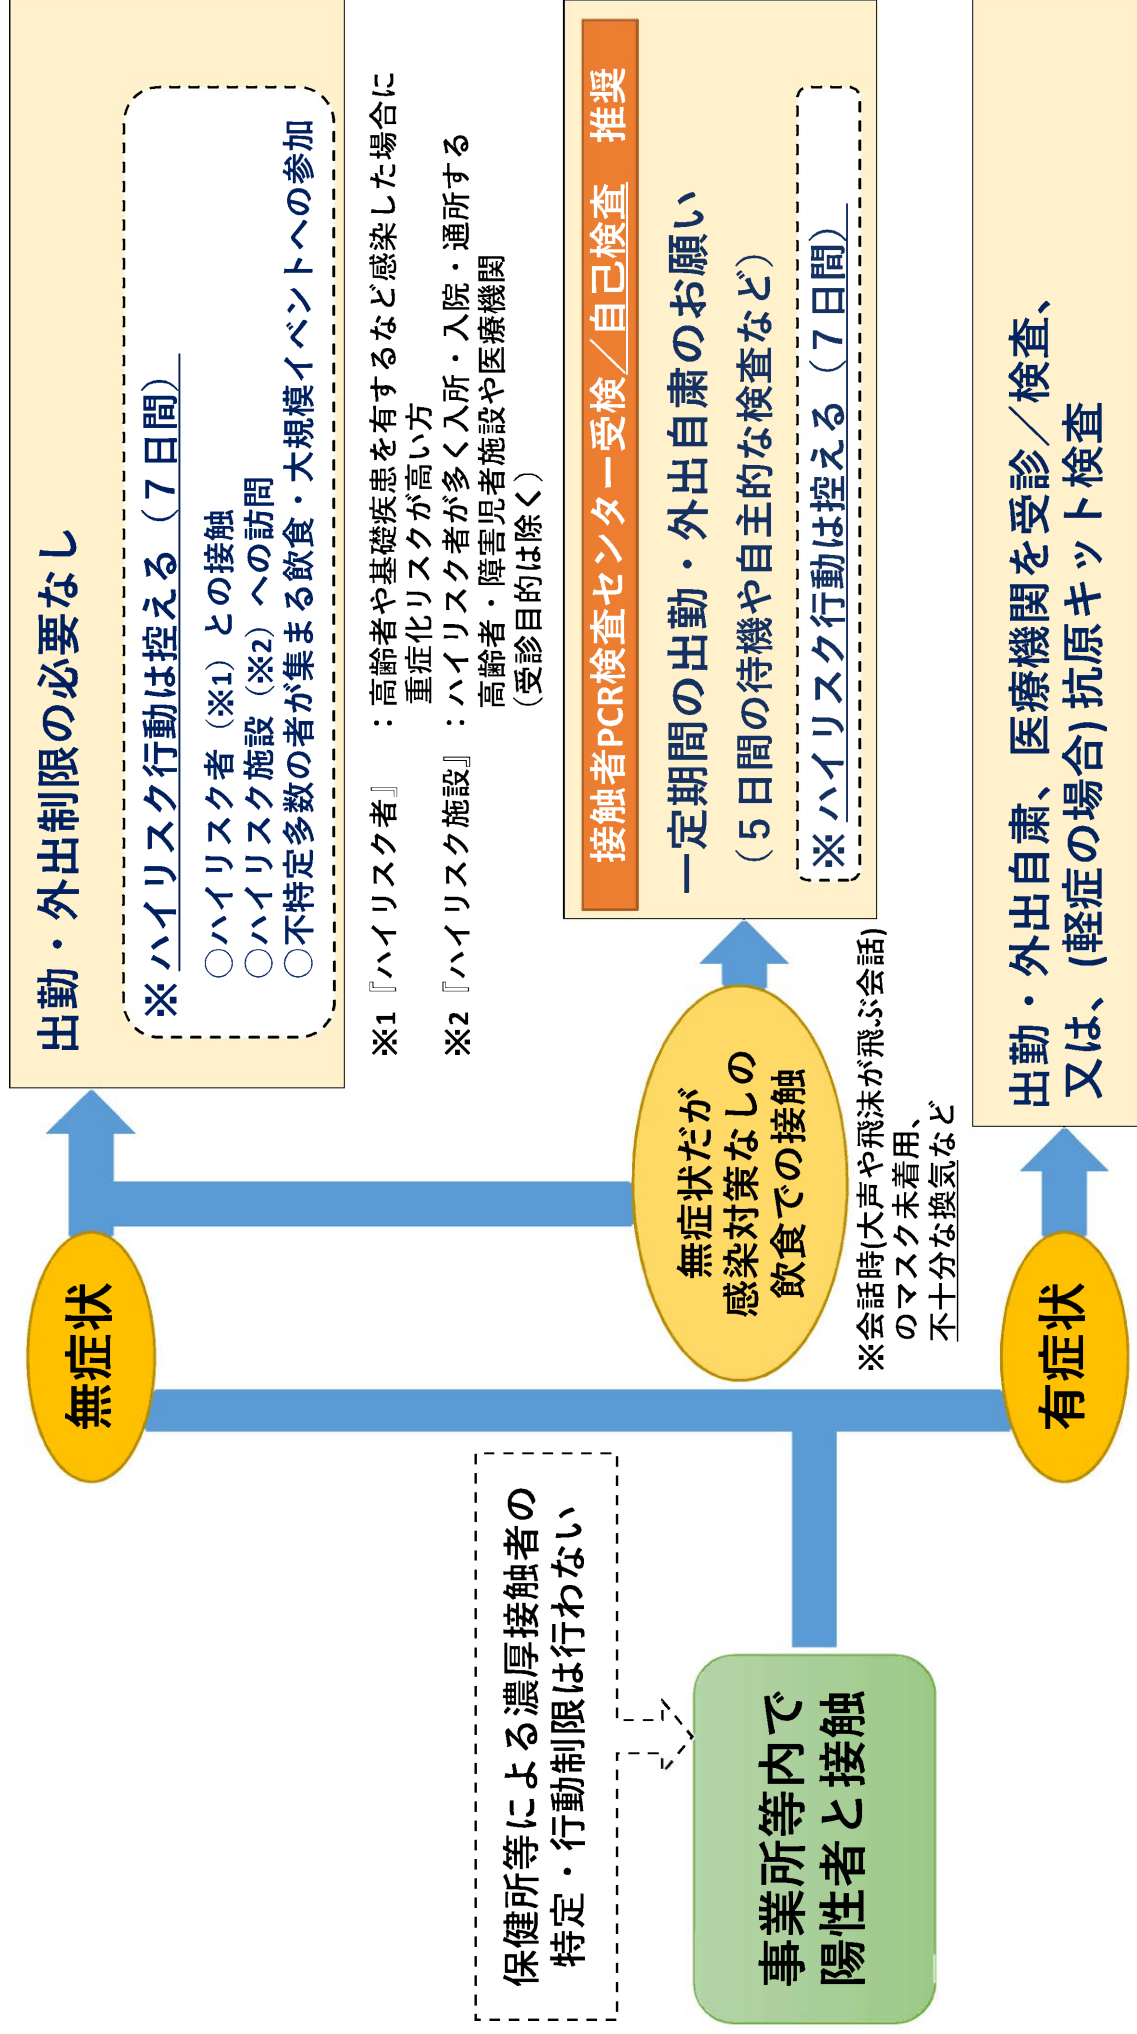 保健所等による濃厚接触者の
特定・行動制限は行わない
事業所等内で
陽性者と接触
無症状
出勤・外出制限の必要なし
※ハイリスク行動は控える（７日間）
○ハイリスク者（※1）との接触
○ハイリスク施設（※2）への訪問
○不特定多数の者が集まる飲食・大規模イベントへの参加
※1『ハイリスク者』　：高齢者や基礎疾患を有するなど感染した場合に
重症化リスクが高い方
※2『ハイリスク施設』：ハイリスク者が多く入所・入院・通所する
高齢者・障害児者施設や医療機関
（受診目的は除く）
無症状だが
感染対策なしの
飲食での接触
※会話時(大声や飛沫が飛ぶ会話)
のマスク未着用、
不十分な換気など
接触者PCR検査センター受検／自己検査　推奨
一定期間の出勤・外出自粛のお願い
（５日間の待機や自主的な検査など）
※ハイリスク行動は控える（７日間）
有症状
出勤・外出自粛、医療機関を受診／検査、
又は、(軽症の場合)抗原キット検査